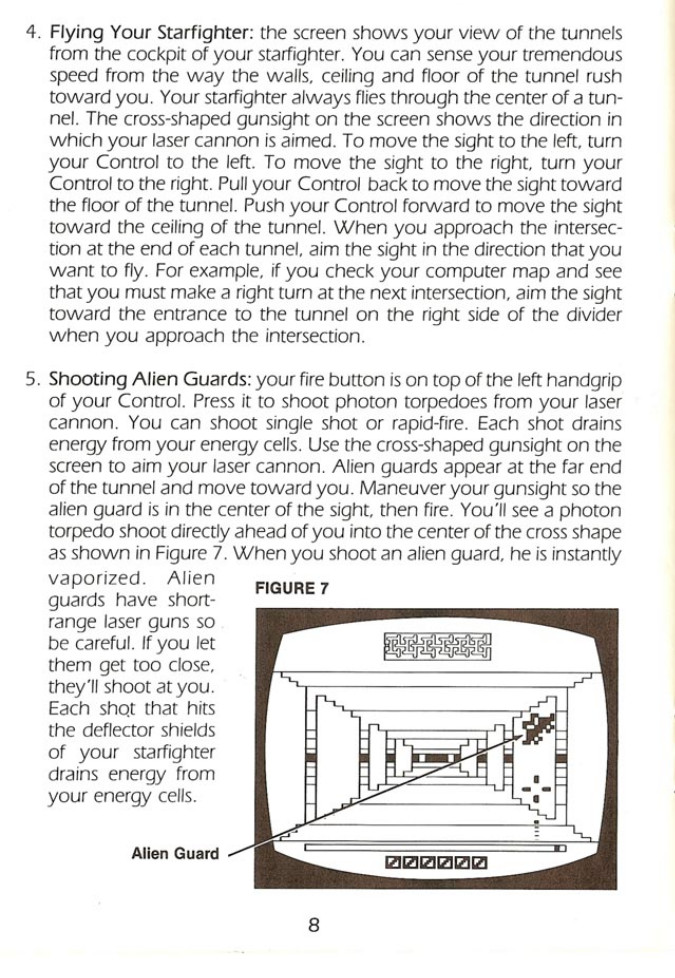 4. Flying Your Starfighter: the screen shows your view of the tunnels
from the cockpit of your starfighter. You can sense your tremendous
speed from the way the walls, ceiling and floor of the tunnel rush
toward you. Your starfighter always flies through the center of a tun-
nel. The cross-shaped gunsight on the screen shows the direction in
which your laser cannon is aimed. To move the sight to the left, turn
your Control to the left. To move the sight to the right, turn your
Control to the right. Pull your Control back to move the sight toward
the floor of the tunnel. Push your Control forward to move the sight
toward the ceiling of the tunnel. When you approach the intersec-
tion at the end of each tunnel, aim the sight in the direction that you
want to fly. For example, if you check your computer map and see
that you must make a right turn at the next intersection, aim the sight
toward the entrance to the tunnel on the right side of the divider
when you approach the intersection.
5. Shooting Alien Guards: your fire button is on top of the left handgrip
of your Control. Press it to shoot photon torpedoes from your laser
cannon. You can shoot single shot or rapid-fire. Each shot drains
energy from your energy cells. Use the cross-shaped gunsight on the
screen to aim your laser cannon. Alien guards appear at the far end
of the tunnel and move toward you. Maneuver your gunsight so the
alien guard is in the center of the sight, then fire. You'll see a photon
torpedo shoot directly ahead of you into the center of the cross shape
as shown in Figure 7. When you shoot an alien guard, he is instantly
vaporized. Alien
guards have short-
range laser guns so
be careful. If you let
them get too close,
they'll shoot at you.
Each shot that hits
the deflector shields
of your starfighter
drains energy from
your energy cells.
FIGURE 7
Alien Guard
8